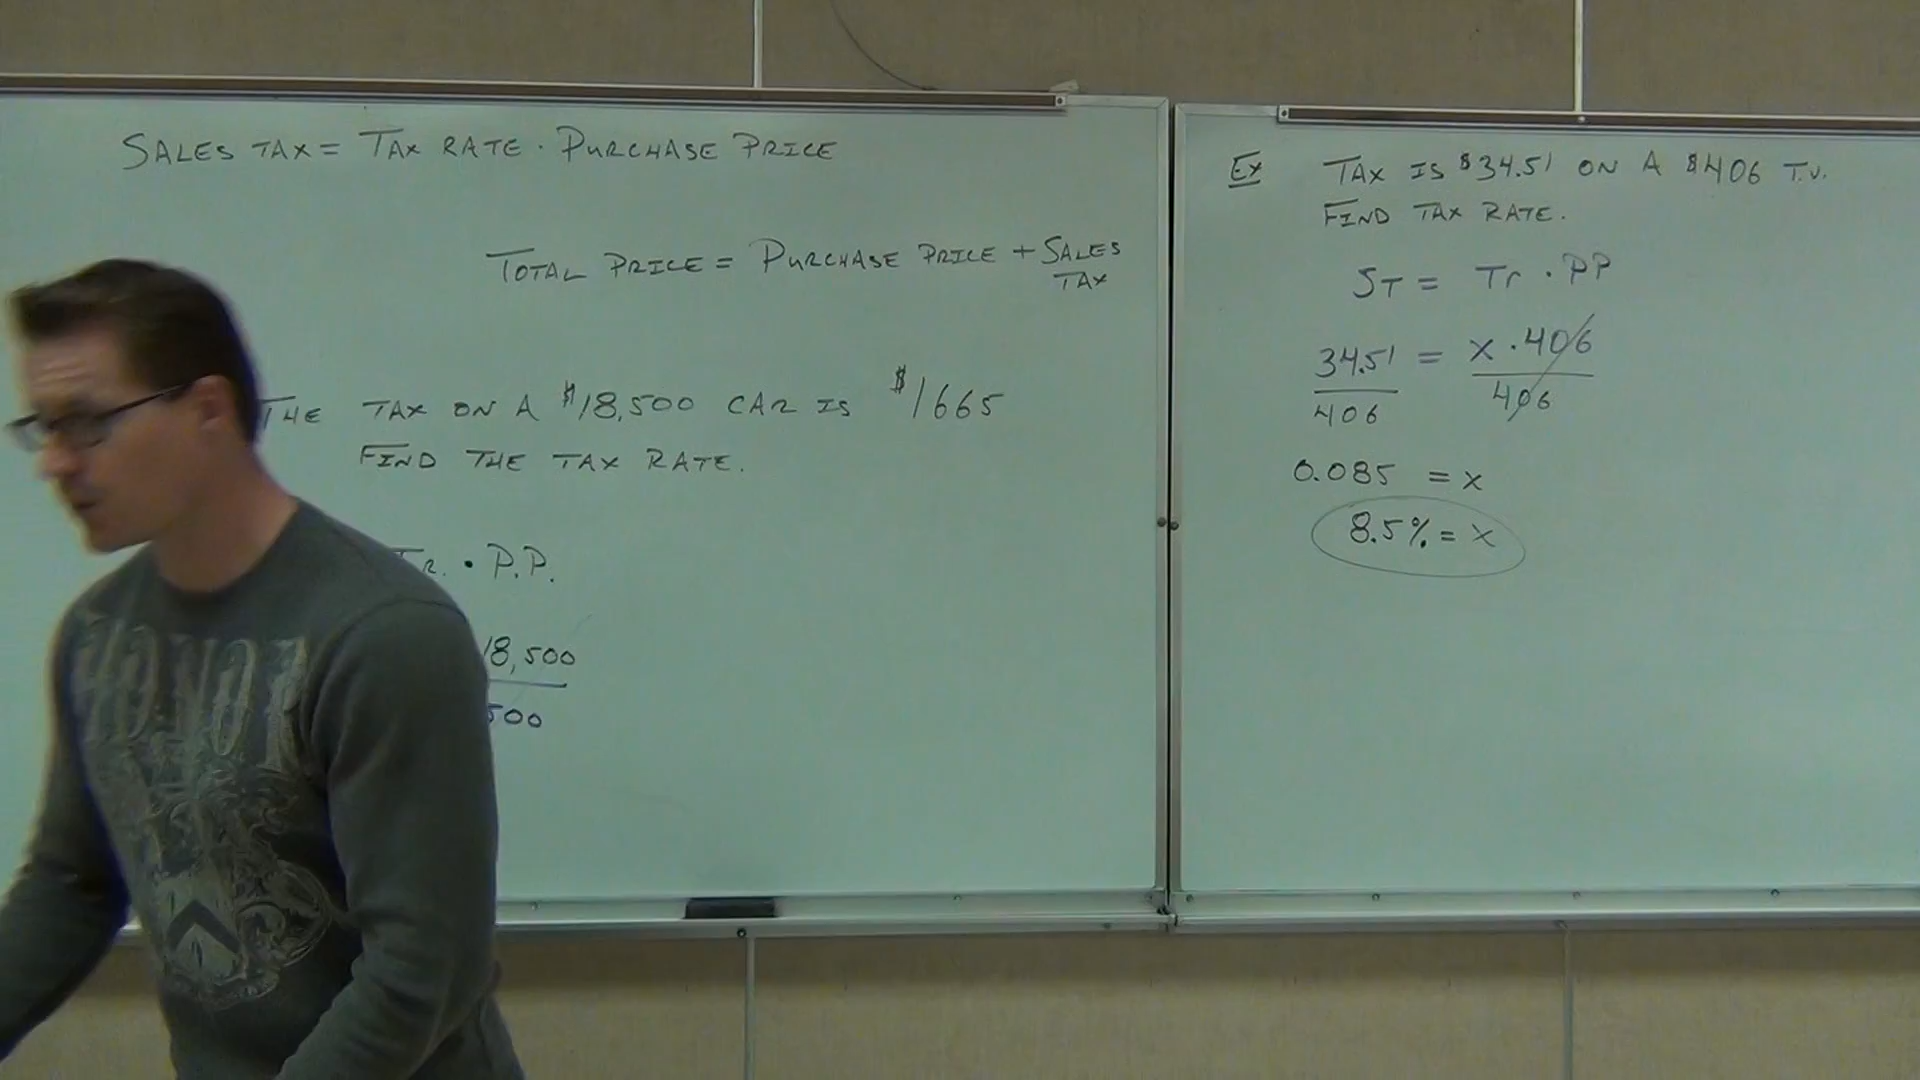 SALES TAX = TAX RATE · PURCHASE PRICE
TOTAL PRICE = PURCHASE PRICE + SALES
TAX
THE TAX ON A $18,500 CAR IS $1665
FIND THE TAX RATE.
· P.P.
18,500
500
Ex TAX IS $34.51 ON A $406 T.V.
FIND TAX RATE.
ST = Tr · PP
34.51 = x · 406
406 406
0.085 = x
8.5% = x